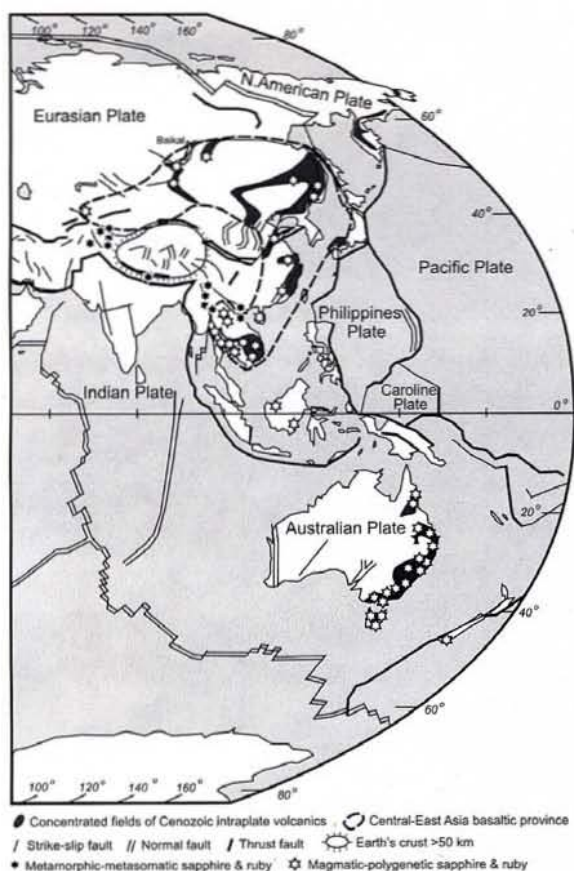 100° 120° 140° 160°
80°
N.American Plate
Eurasian Plate
60°
Baikal
40°
Pacific Plate
Philippines
Plate
20°
Indian Plate
Caroline
Plate
0°
Australian Plate
20°
40°
60°
100° 120° 140° 160°
80°
Concentrated fields of Cenozoic intraplate volcanics Central-East Asia basaltic province
Strike-slip fault Normal fault Thrust fault Earth's crust >50 km
Metamorphic-metasomatic sapphire & ruby Magmatic-polygenetic sapphire & ruby